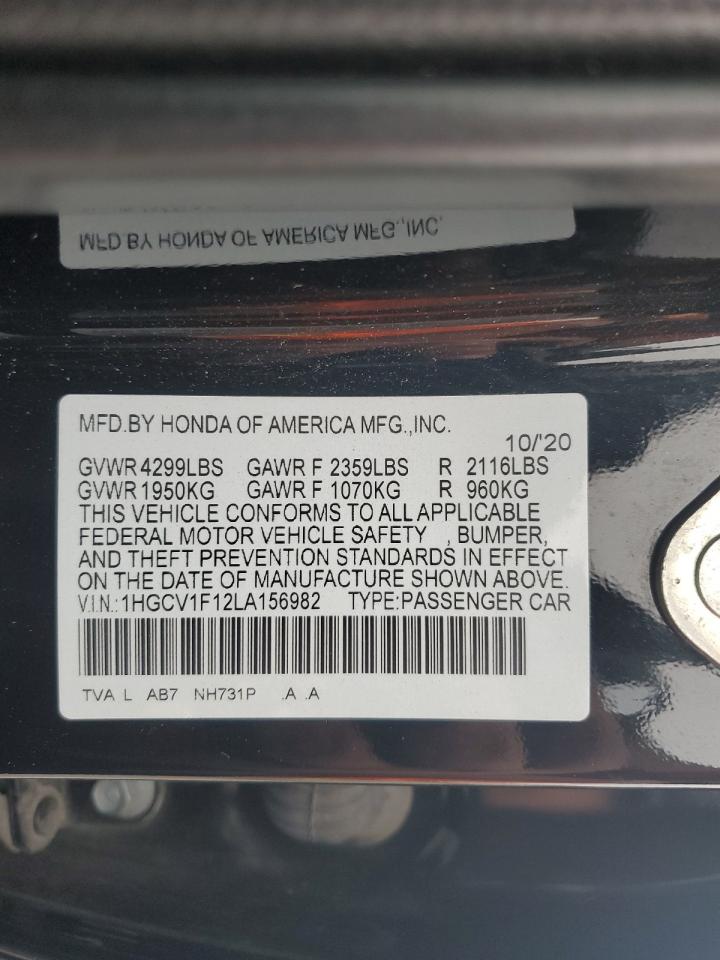 MFD BY HONDA OF AMERICA MFG.,INC.
MFD.BY HONDA OF AMERICA MFG.,INC.
10/'20
GVWR 4299LBS GAWR F 2359LBS R 2116LBS
GVWR 1950KG GAWR F 1070KG R 960KG
THIS VEHICLE CONFORMS TO ALL APPLICABLE
FEDERAL MOTOR VEHICLE SAFETY , BUMPER,
AND THEFT PREVENTION STANDARDS IN EFFECT
ON THE DATE OF MANUFACTURE SHOWN ABOVE.
V.I.N.:1HGCV1F12LA156982 TYPE:PASSENGER CAR
TVA L AB7 NH731P .A .A